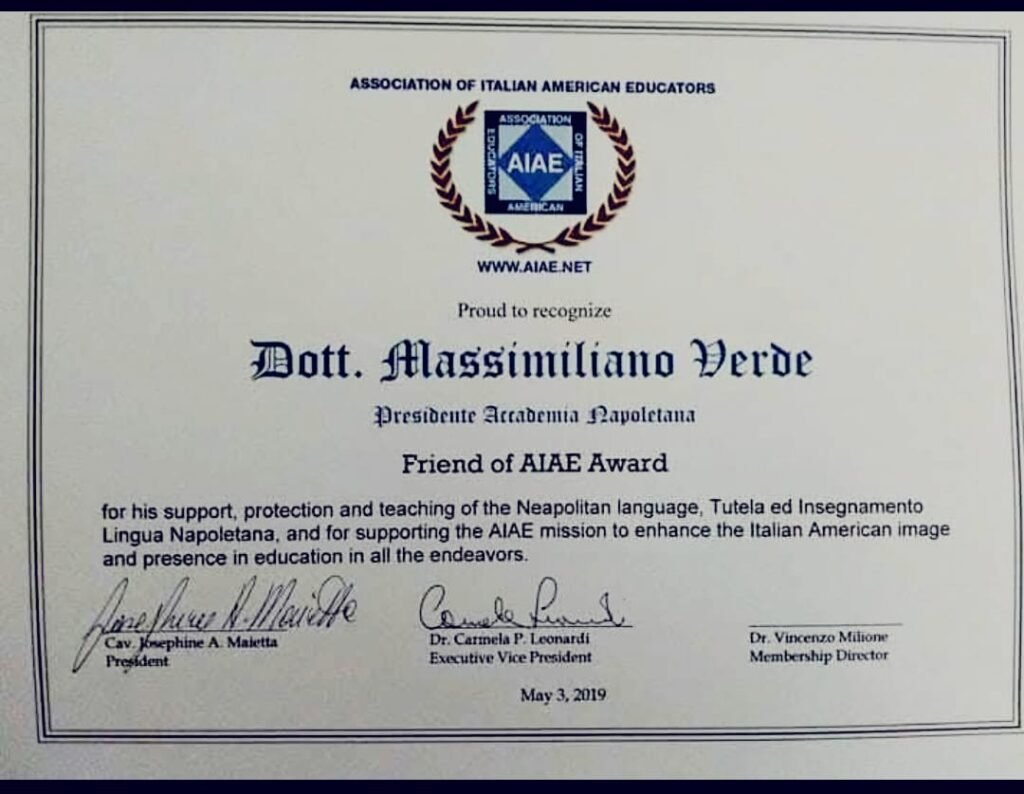 ASSOCIATION OF ITALIAN AMERICAN EDUCATORS
ASSOCIATION
OF ITALIAN
AMERICAN
EDUCATORS
AIAE
WWW.AIAE.NET
Proud to recognize
Dott. Massimiliano Verde
Presidente Accademia Napoletana
Friend of AIAE Award
for his support, protection and teaching of the Neapolitan language, Tutela ed Insegnamento
Lingua Napoletana, and for supporting the AIAE mission to enhance the Italian American image
and presence in education in all the endeavors.
Josephine A. Maietta
Carmela Leonardi
Cav. Josephine A. Maietta
President
Dr. Carmela P. Leonardi
Executive Vice President
Dr. Vincenzo Milione
Membership Director
May 3, 2019